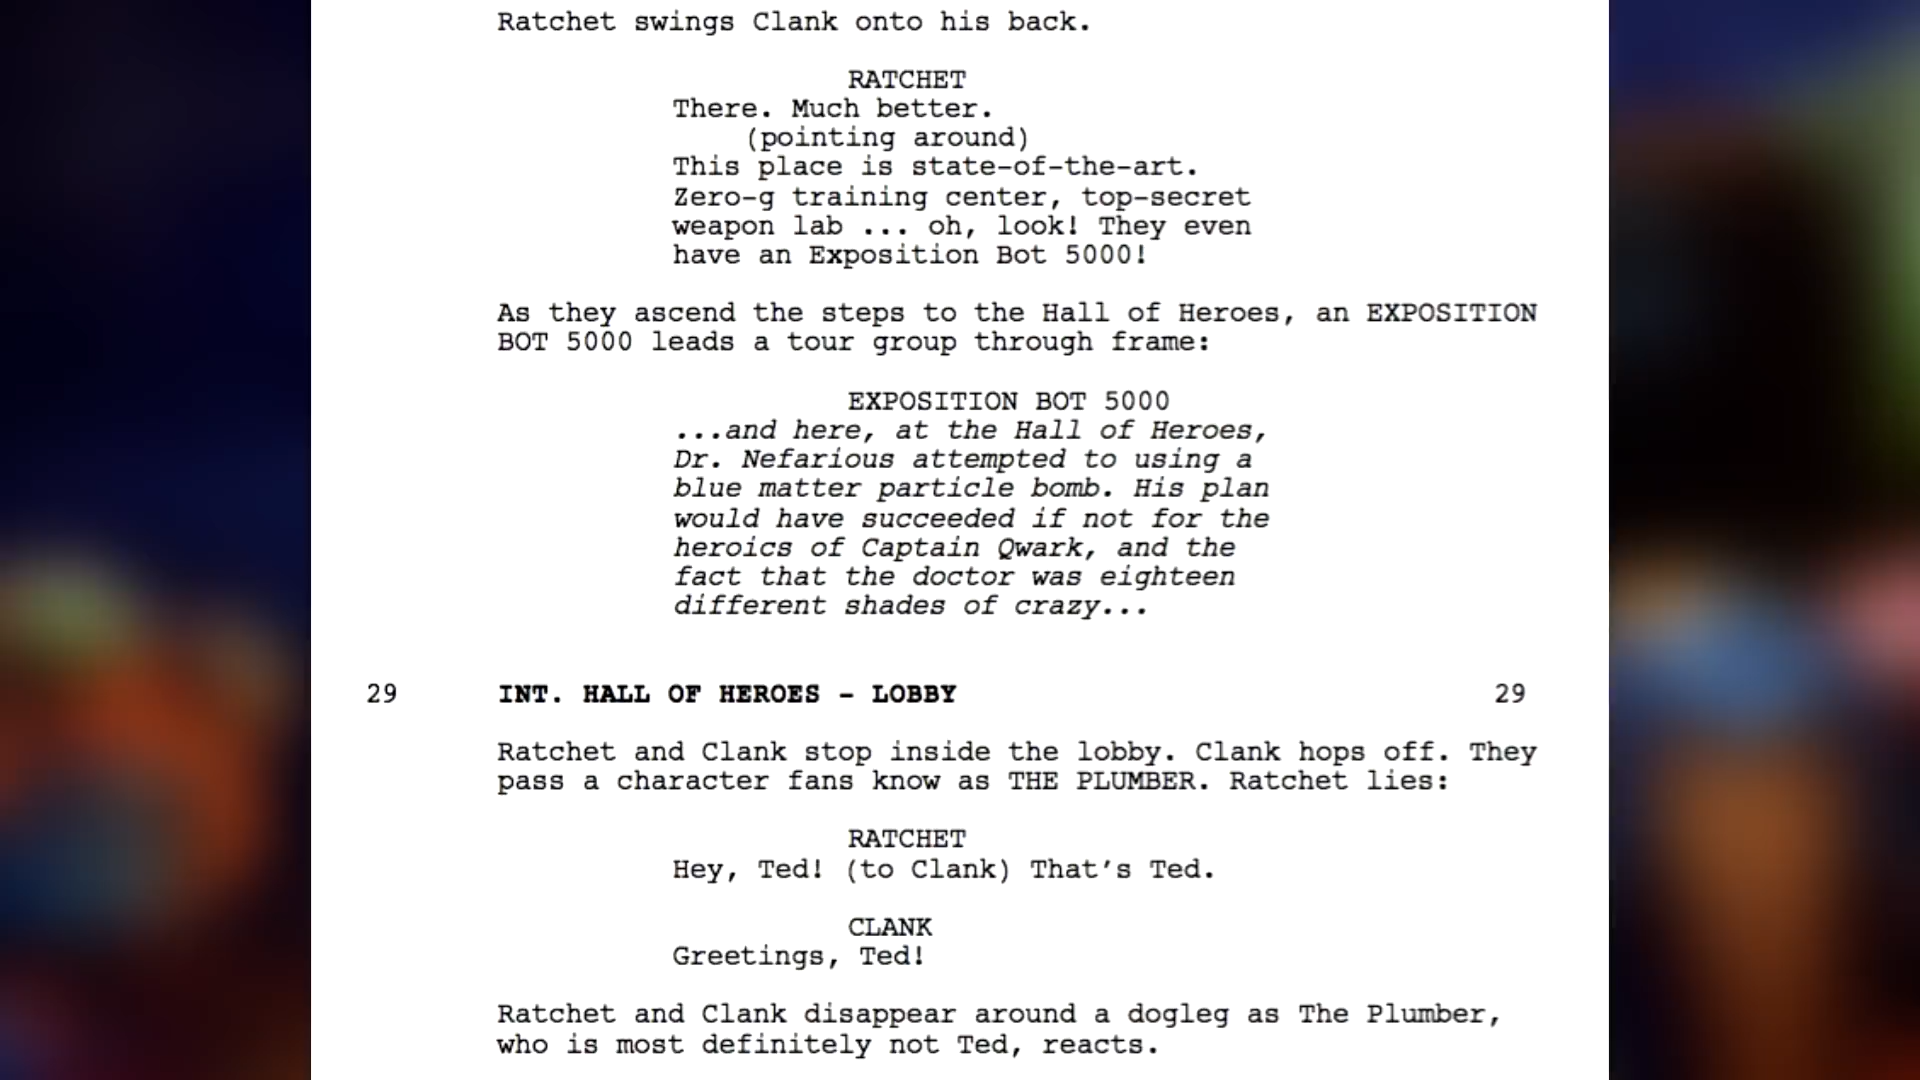 Ratchet swings Clank onto his back.
RATCHET
There. Much better.
(pointing around)
This place is state-of-the-art.
Zero-g training center, top-secret
weapon lab ... oh, look! They even
have an Exposition Bot 5000!
As they ascend the steps to the Hall of Heroes, an EXPOSITION
BOT 5000 leads a tour group through frame:
EXPOSITION BOT 5000
...and here, at the Hall of Heroes,
Dr. Nefarious attempted to using a
blue matter particle bomb. His plan
would have succeeded if not for the
heroics of Captain Qwark, and the
fact that the doctor was eighteen
different shades of crazy...
29 INT. HALL OF HEROES - LOBBY 29
Ratchet and Clank stop inside the lobby. Clank hops off. They
pass a character fans know as THE PLUMBER. Ratchet lies:
RATCHET
Hey, Ted! (to Clank) That's Ted.
CLANK
Greetings, Ted!
Ratchet and Clank disappear around a dogleg as The Plumber,
who is most definitely not Ted, reacts.